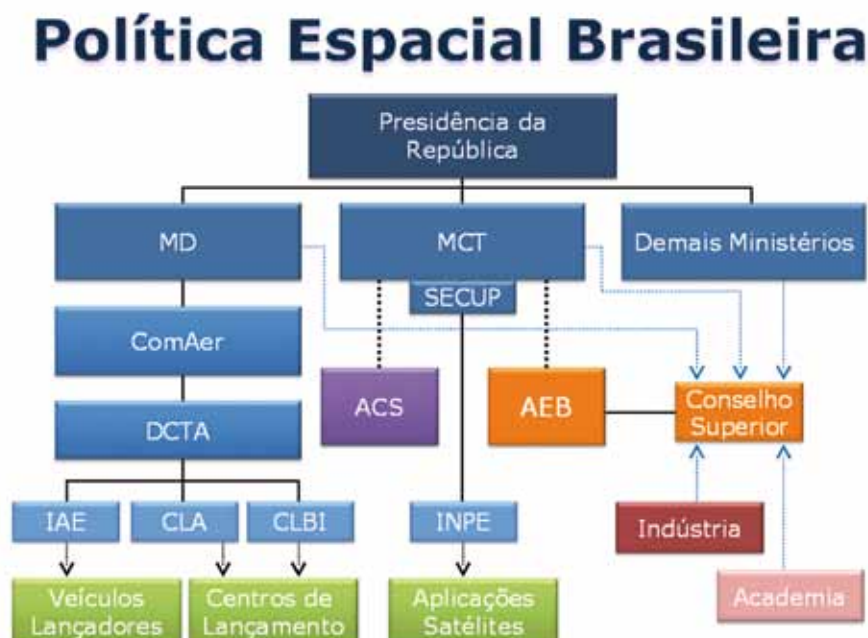 Política Espacial Brasileira
Presidência da
República
MD
MCT
Demais Ministérios
SECUP
ComAer
ACS
AEB
Conselho
Superior
DCTA
IAE
CLA
CLBI
INPE
Indústria
Veículos
Lançadores
Centros de
Lançamento
Aplicações
Satélites
Academia